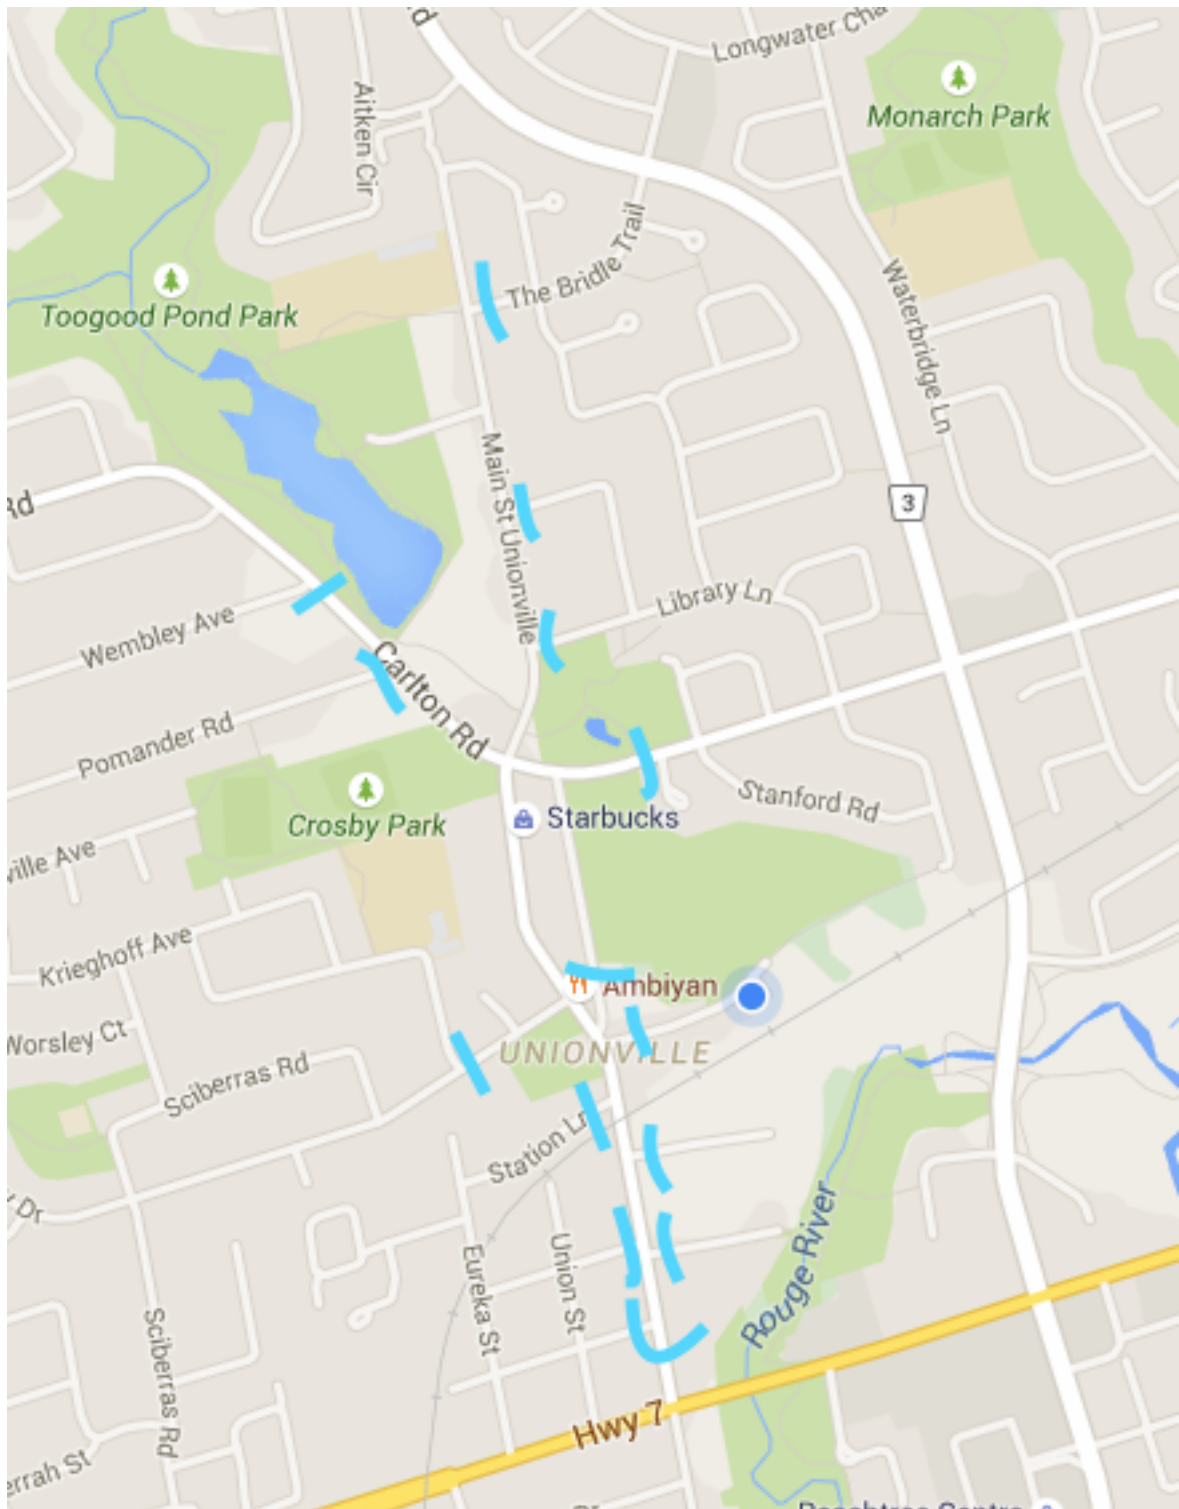 Longwater Cha
Aitken Cir
Monarch Park
The Bridle Trail
Toogood Pond Park
Waterbridge Ln
Main St Unionville
Rd
3
Library Ln
Wembley Ave
Carlton Rd
Pomander Rd
Stanford Rd
Starbucks
Crosby Park
ville Ave
Krieghoff Ave
Ambiyan
Worsley Ct
UNIONVILLE
Sciberras Rd
Station Ln
Dr
Rouge River
Eureka St
Union St
Sciberras Rd
Hwy 7
errah St